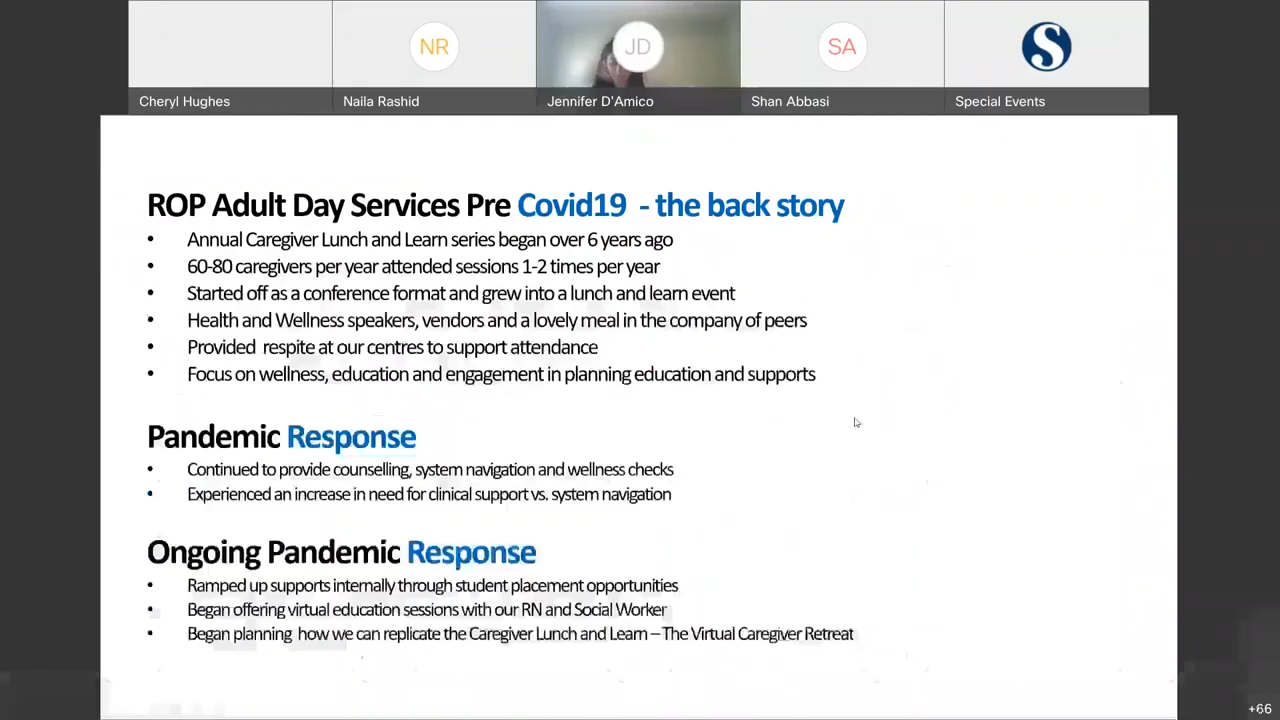 NR
JD
SA
S
Cheryl Hughes
Naila Rashid
Jennifer D'Amico
Shan Abbasi
Special Events
ROP Adult Day Services Pre Covid19 - the back story
• Annual Caregiver Lunch and Learn series began over 6 years ago
• 60-80 caregivers per year attended sessions 1-2 times per year
• Started off as a conference format and grew into a lunch and learn event
• Health and Wellness speakers, vendors and a lovely meal in the company of peers
• Provided respite at our centres to support attendance
• Focus on wellness, education and engagement in planning education and supports
Pandemic Response
• Continued to provide counselling, system navigation and wellness checks
• Experienced an increase in need for clinical support vs. system navigation
Ongoing Pandemic Response
• Ramped up supports internally through student placement opportunities
• Began offering virtual education sessions with our RN and Social Worker
• Began planning how we can replicate the Caregiver Lunch and Learn – The Virtual Caregiver Retreat
+66